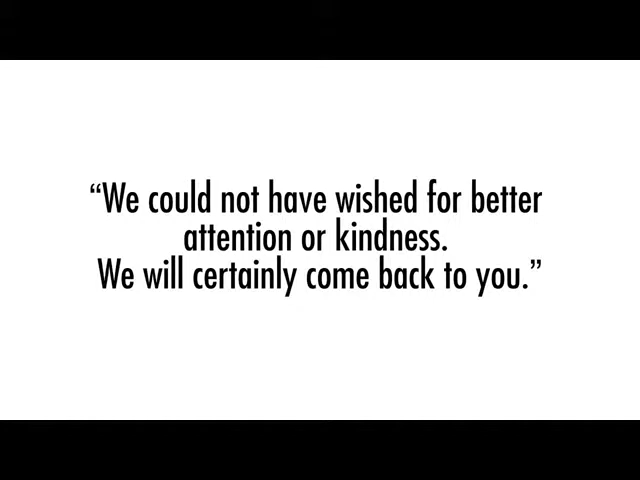 “We could not have wished for better
attention or kindness.
We will certainly come back to you.”